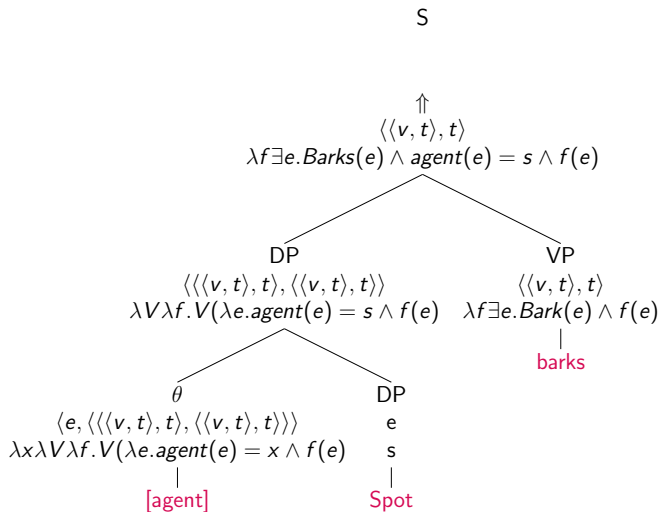 S
⇑
⟨⟨v, t⟩, t⟩
λf∃e.Barks(e) ∧ agent(e) = s ∧ f(e)
DP VP
⟨⟨⟨v, t⟩, t⟩, ⟨⟨v, t⟩, t⟩⟩ ⟨⟨v, t⟩, t⟩
λVλf.V(λe.agent(e) = s ∧ f(e) λf∃e.Bark(e) ∧ f(e)
barks
θ DP
⟨e, ⟨⟨⟨v, t⟩, t⟩, ⟨⟨v, t⟩, t⟩⟩⟩ e
λxλVλf.V(λe.agent(e) = x ∧ f(e) s
[agent] Spot